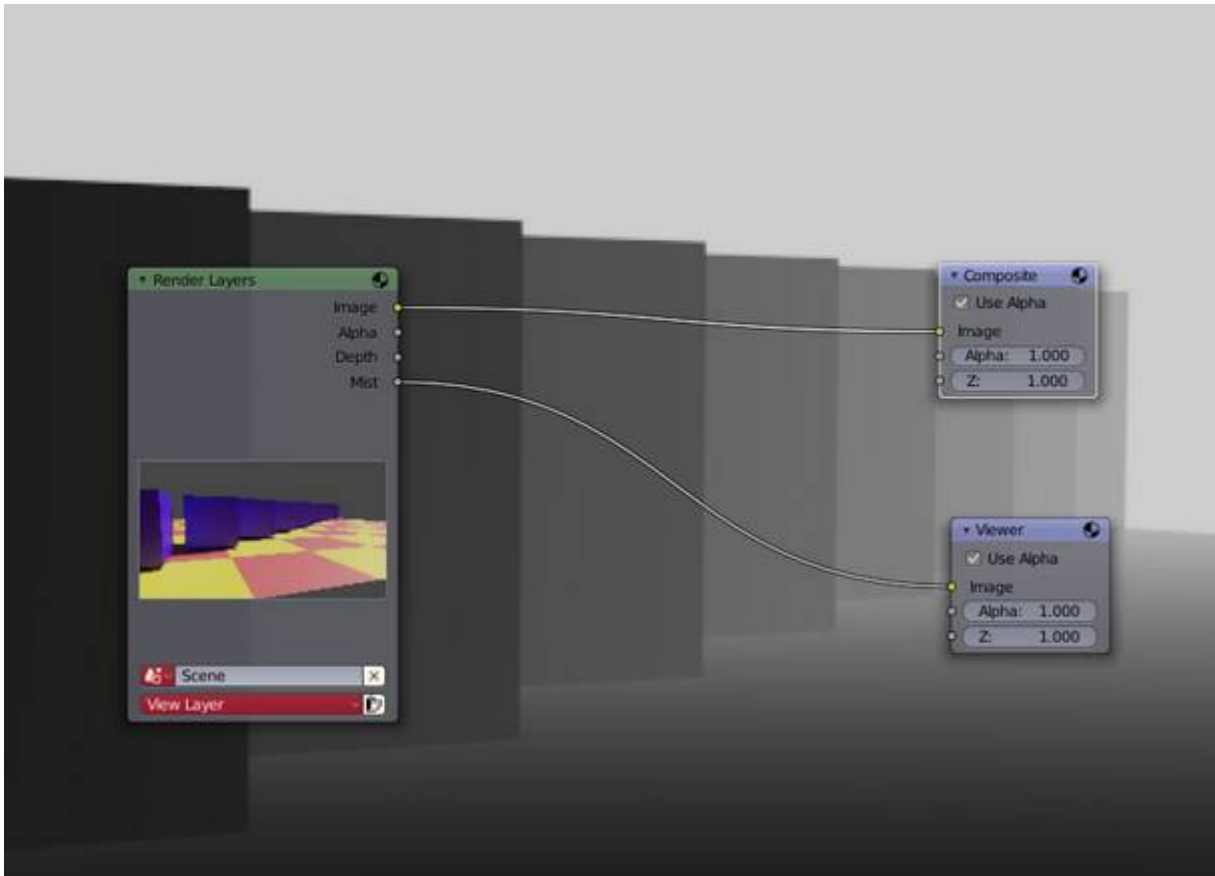 Render Layers
Image
Alpha
Depth
Mist
Scene
View Layer
Composite
Use Alpha
Image
Alpha: 1.000
Z: 1.000
Viewer
Use Alpha
Image
Alpha: 1.000
Z: 1.000